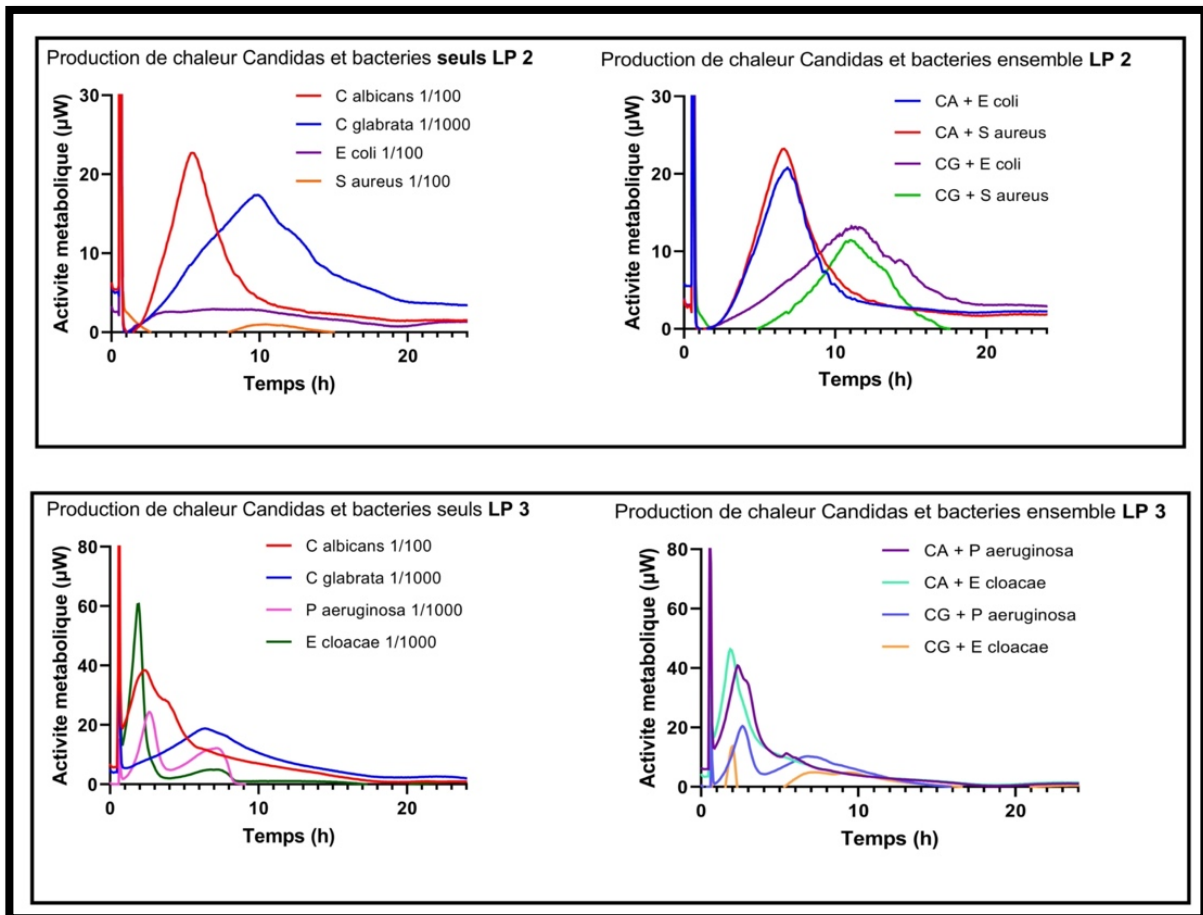 Production de chaleur Candidas et bacteries seuls LP 2
Activite metabolique (µW)
30
20
10
0
0
10
20
Temps (h)
C albicans 1/100
C glabrata 1/1000
E coli 1/100
S aureus 1/100
Production de chaleur Candidas et bacteries ensemble LP 2
Activite metabolique (µW)
30
20
10
0
0
10
20
Temps (h)
CA + E coli
CA + S aureus
CG + E coli
CG + S aureus
Production de chaleur Candidas et bacteries seuls LP 3
Activite metabolique (µW)
80
60
40
20
0
0
10
20
Temps (h)
C albicans 1/100
C glabrata 1/1000
P aeruginosa 1/1000
E cloacae 1/1000
Production de chaleur Candidas et bacteries ensemble LP 3
Activite metabolique (µW)
80
60
40
20
0
0
10
20
Temps (h)
CA + P aeruginosa
CA + E cloacae
CG + P aeruginosa
CG + E cloacae